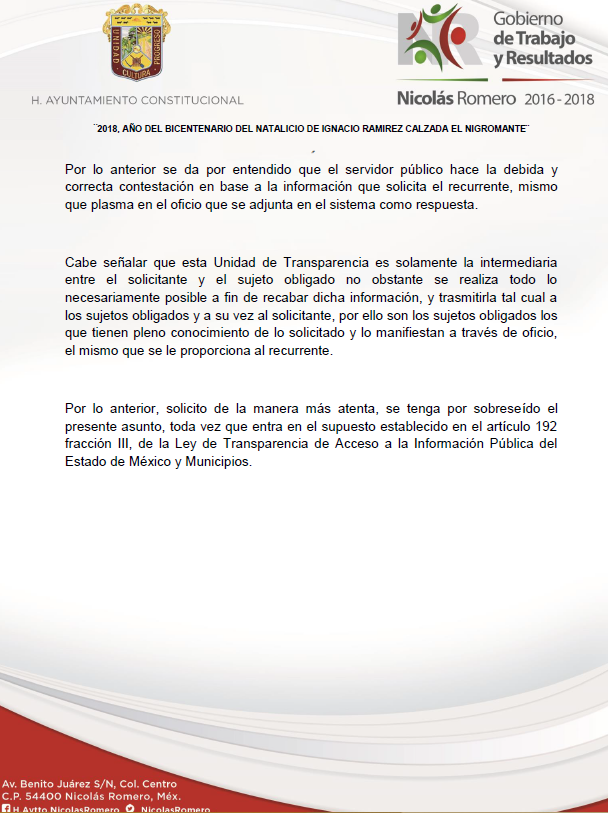 UNIDAD
PROGRESO
CULTURA
NR
Gobierno
de Trabajo
y Resultados
H. AYUNTAMIENTO CONSTITUCIONAL
Nicolás Romero 2016 - 2018
¨2018, AÑO DEL BICENTENARIO DEL NATALICIO DE IGNACIO RAMIREZ CALZADA EL NIGROMANTE¨
Por lo anterior se da por entendido que el servidor público hace la debida y
correcta contestación en base a la información que solicita el recurrente, mismo
que plasma en el oficio que se adjunta en el sistema como respuesta.
Cabe señalar que esta Unidad de Transparencia es solamente la intermediaria
entre el solicitante y el sujeto obligado no obstante se realiza todo lo
necesariamente posible a fin de recabar dicha información, y trasmitirla tal cual a
los sujetos obligados y a su vez al solicitante, por ello son los sujetos obligados los
que tienen pleno conocimiento de lo solicitado y lo manifiestan a través de oficio,
el mismo que se le proporciona al recurrente.
Por lo anterior, solicito de la manera más atenta, se tenga por sobreseído el
presente asunto, toda vez que entra en el supuesto establecido en el artículo 192
fracción III, de la Ley de Transparencia de Acceso a la Información Pública del
Estado de México y Municipios.
Av. Benito Juárez S/N, Col. Centro
C.P. 54400 Nicolás Romero, Méx.
H Aytto NicolasRomero NicolasRomero